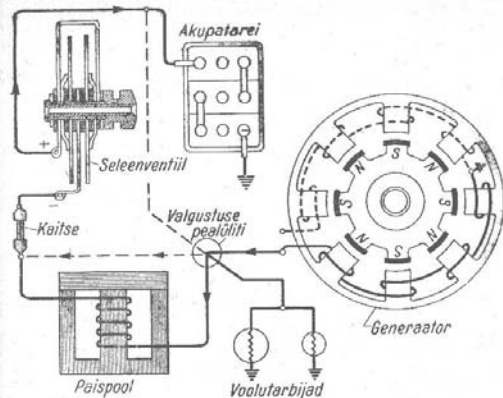 Akupatarei
+
Seleenventiil
−
Kaitse
Valgustuse
pealüliti
S
N N
S S
N N
S
Generaator
Paispool
Voolutarbijad